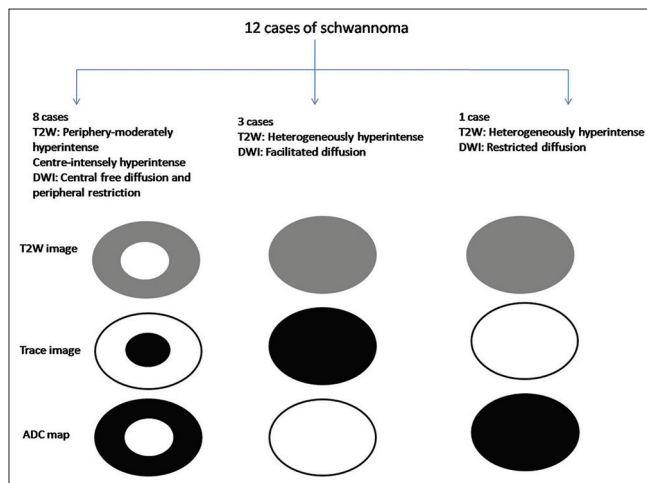 12 cases of schwannoma
8 cases
T2W: Periphery-moderately
hyperintense
Centre-intensely hyperintense
DWI: Central free diffusion and
peripheral restriction
3 cases
T2W: Heterogeneously hyperintense
DWI: Facilitated diffusion
1 case
T2W: Heterogeneously hyperintense
DWI: Restricted diffusion
T2W image
Trace image
ADC map